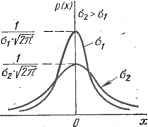 p(x)
σ₂ > σ₁
1/(σ₁·√2π)
σ₁
1/(σ₂·√2π)
σ₂
0
x